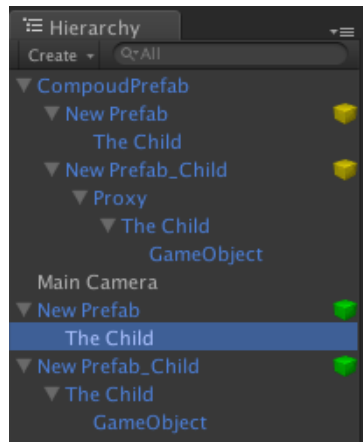 Hierarchy
Create All
CompoudPrefab
New Prefab
The Child
New Prefab_Child
Proxy
The Child
GameObject
Main Camera
New Prefab
The Child
New Prefab_Child
The Child
GameObject